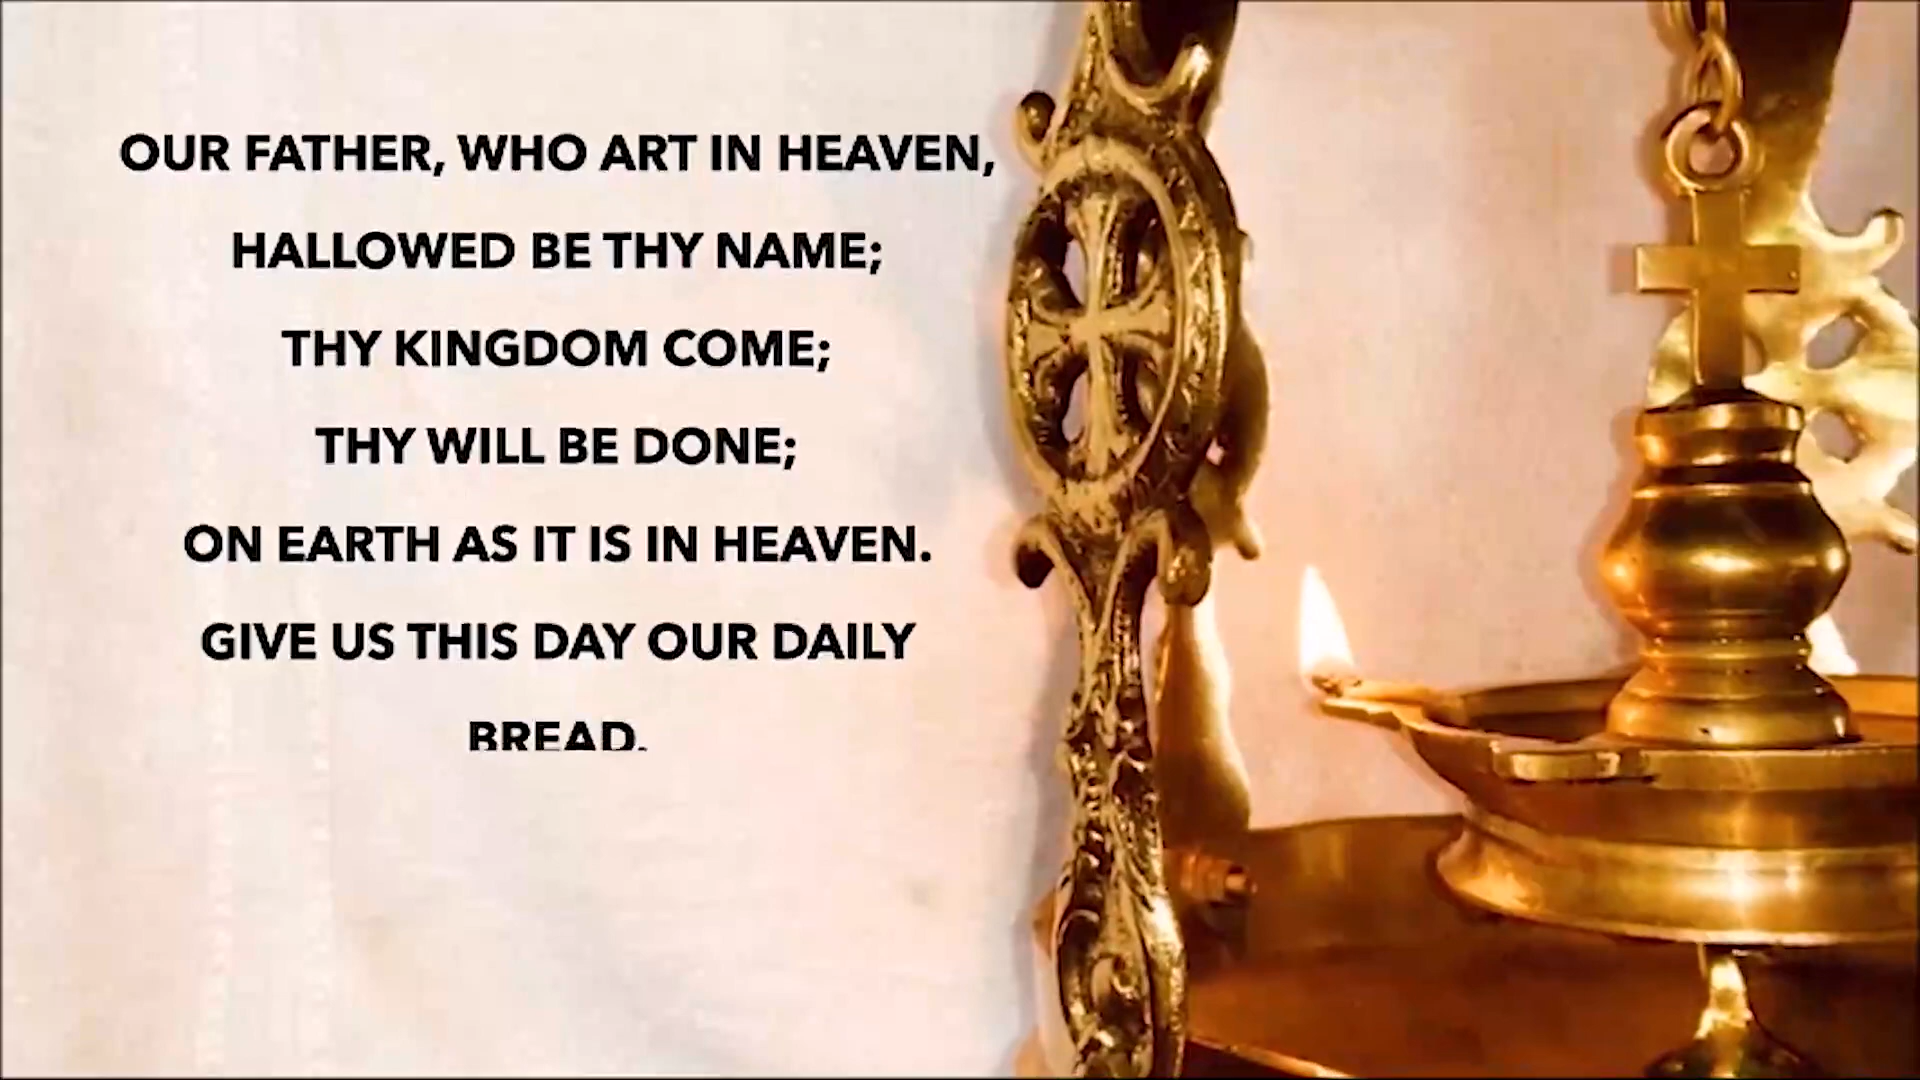 OUR FATHER, WHO ART IN HEAVEN,
HALLOWED BE THY NAME;
THY KINGDOM COME;
THY WILL BE DONE;
ON EARTH AS IT IS IN HEAVEN.
GIVE US THIS DAY OUR DAILY
BREAD.